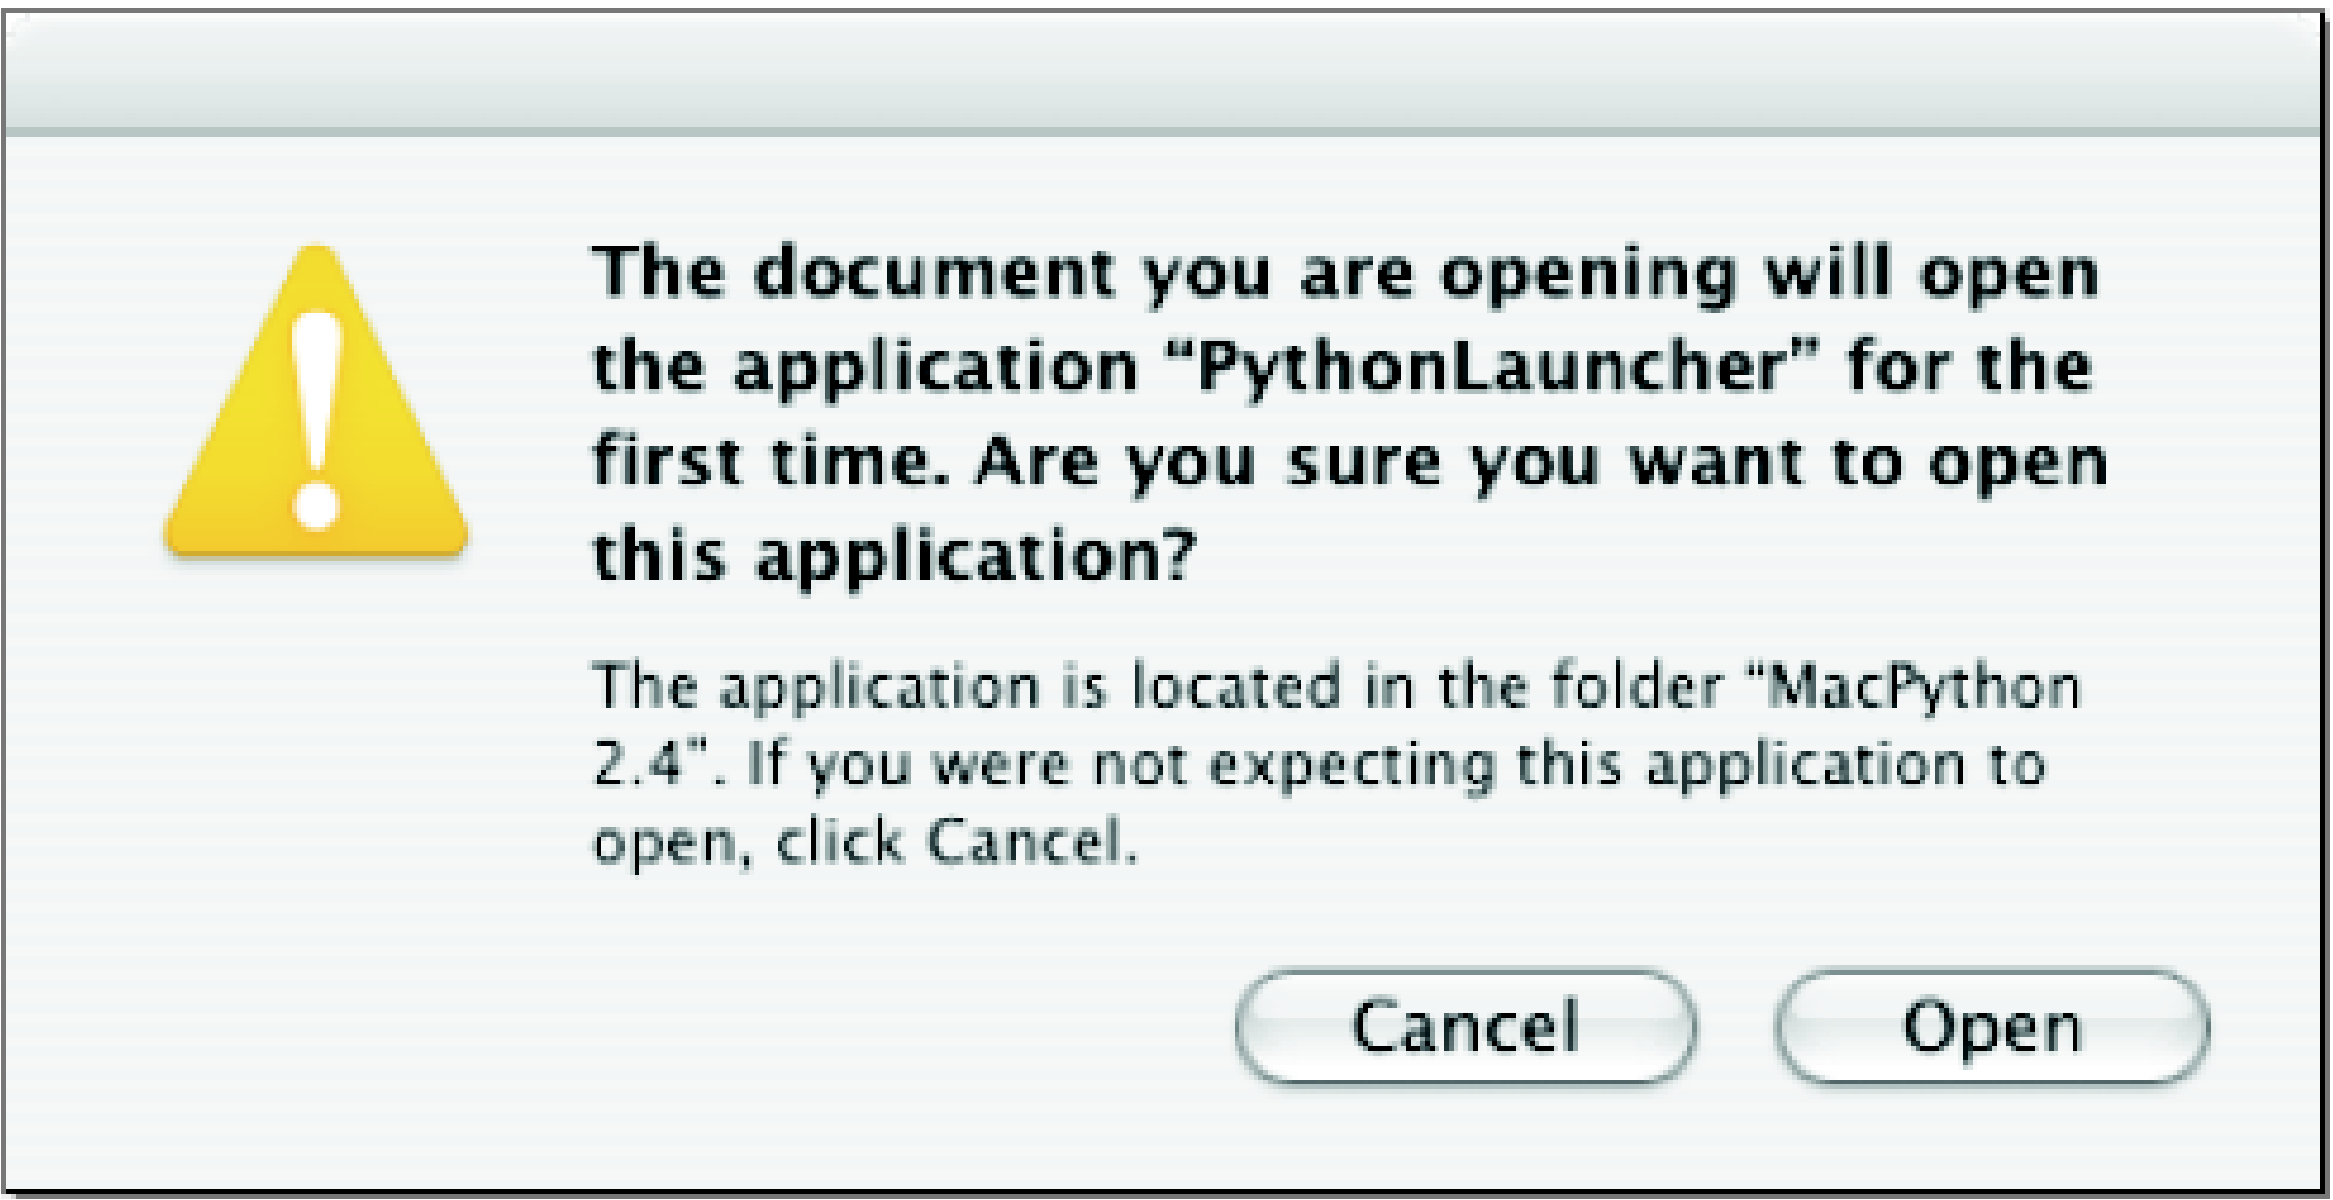 The document you are opening will open
the application “PythonLauncher” for the
first time. Are you sure you want to open
this application?
The application is located in the folder “MacPython
2.4”. If you were not expecting this application to
open, click Cancel.
Cancel
Open